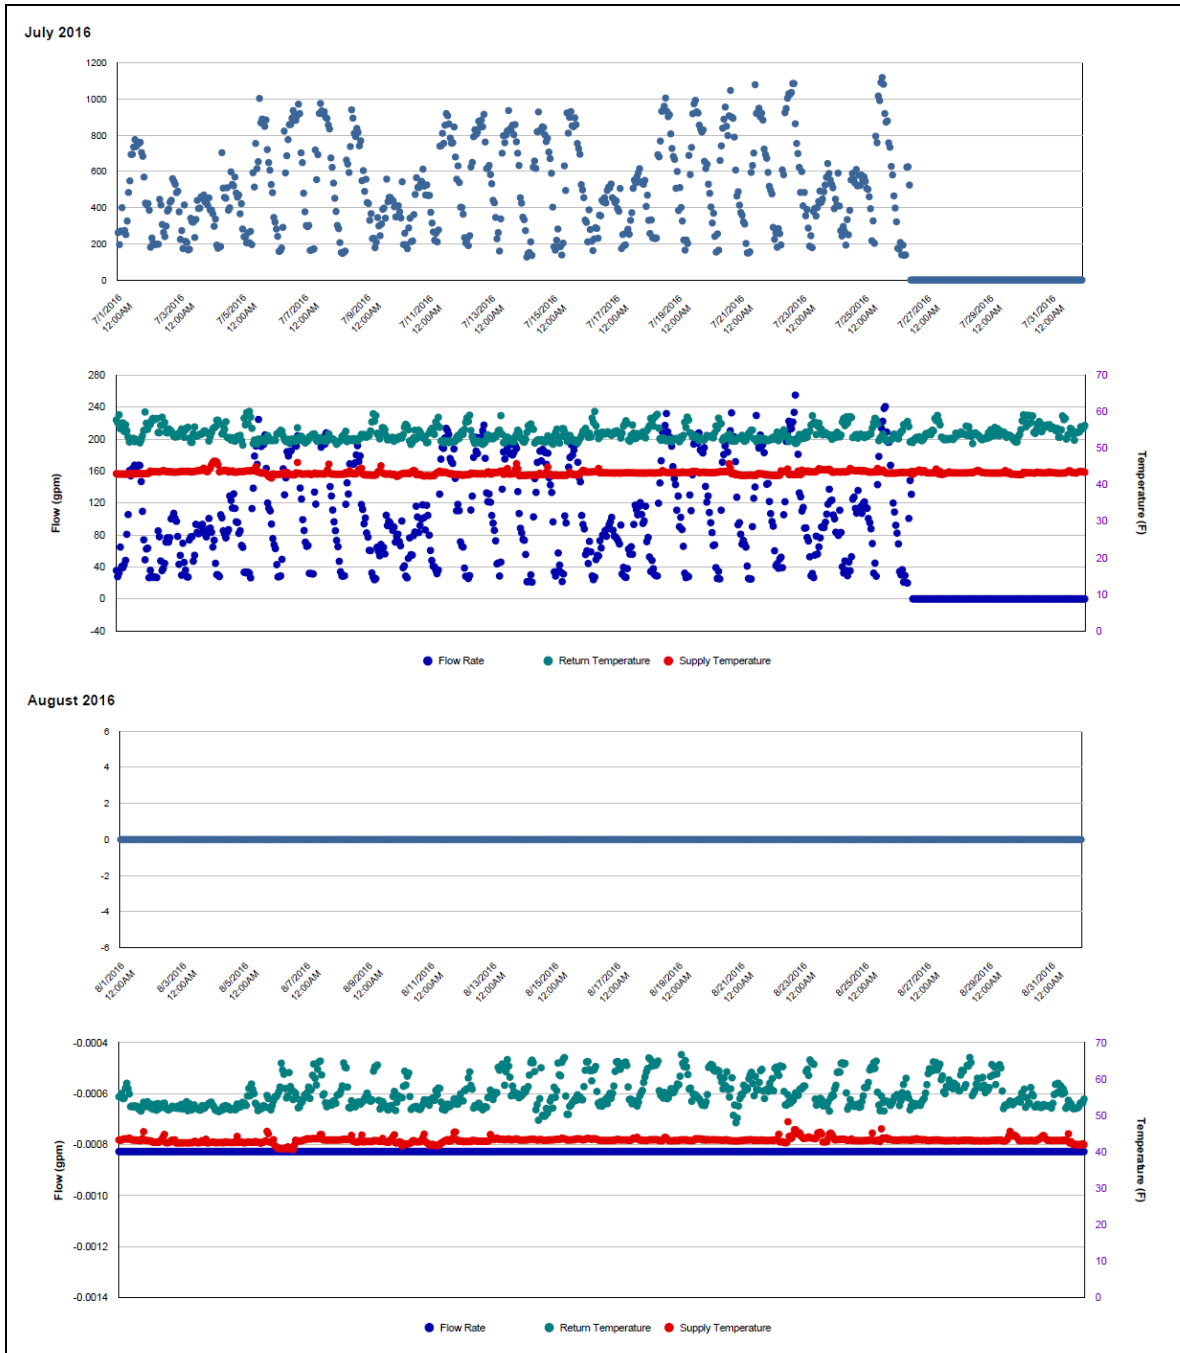 July 2016
1200
1000
800
600
400
200
0
7/1/2016 12:00AM
7/3/2016 12:00AM
7/5/2016 12:00AM
7/7/2016 12:00AM
7/9/2016 12:00AM
7/11/2016 12:00AM
7/13/2016 12:00AM
7/15/2016 12:00AM
7/17/2016 12:00AM
7/19/2016 12:00AM
7/21/2016 12:00AM
7/23/2016 12:00AM
7/25/2016 12:00AM
7/27/2016 12:00AM
7/29/2016 12:00AM
7/31/2016 12:00AM
Flow (gpm)
280
240
200
160
120
80
40
0
-40
70
60
50
40
30
20
10
0
Temperature (F)
Flow Rate Return Temperature Supply Temperature
August 2016
6
4
2
0
-2
-4
-6
8/1/2016 12:00AM
8/3/2016 12:00AM
8/5/2016 12:00AM
8/7/2016 12:00AM
8/9/2016 12:00AM
8/11/2016 12:00AM
8/13/2016 12:00AM
8/15/2016 12:00AM
8/17/2016 12:00AM
8/19/2016 12:00AM
8/21/2016 12:00AM
8/23/2016 12:00AM
8/25/2016 12:00AM
8/27/2016 12:00AM
8/29/2016 12:00AM
8/31/2016 12:00AM
Flow (gpm)
-0.0004
-0.0006
-0.0008
-0.0010
-0.0012
-0.0014
70
60
50
40
30
20
10
0
Temperature (F)
Flow Rate Return Temperature Supply Temperature